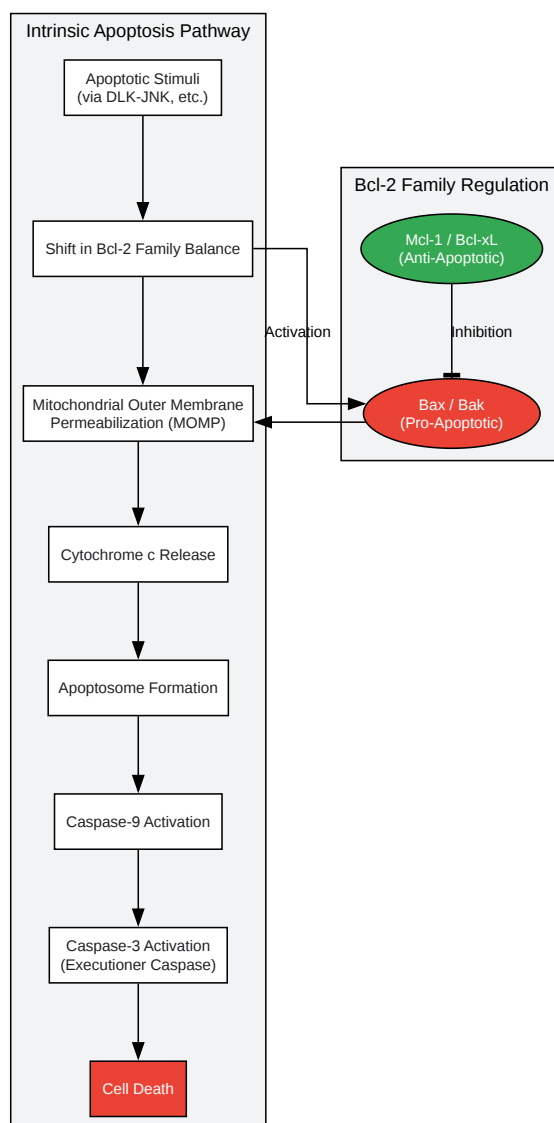 Intrinsic Apoptosis Pathway
Apoptotic Stimuli
(via DLK-JNK, etc.)
Bcl-2 Family Regulation
Mcl-1 / Bcl-xL
(Anti-Apoptotic)
Shift in Bcl-2 Family Balance
Activation
Inhibition
Mitochondrial Outer Membrane
Permeabilization (MOMP)
Bax / Bak
(Pro-Apoptotic)
Cytochrome c Release
Apoptosome Formation
Caspase-9 Activation
Caspase-3 Activation
(Executioner Caspase)
Cell Death